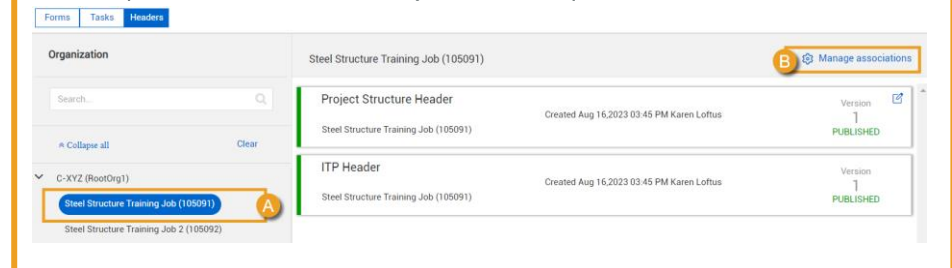 Forms Tasks Headers
Organization
Steel Structure Training Job (105091)
B Manage associations
Search...
Collapse all Clear
C-XYZ (RootOrg1)
Steel Structure Training Job (105091) A
Steel Structure Training Job 2 (105092)
Project Structure Header
Steel Structure Training Job (105091)
Created Aug 16,2023 03:45 PM Karen Loftus
Version
1
PUBLISHED
ITP Header
Steel Structure Training Job (105091)
Created Aug 16,2023 03:45 PM Karen Loftus
Version
1
PUBLISHED